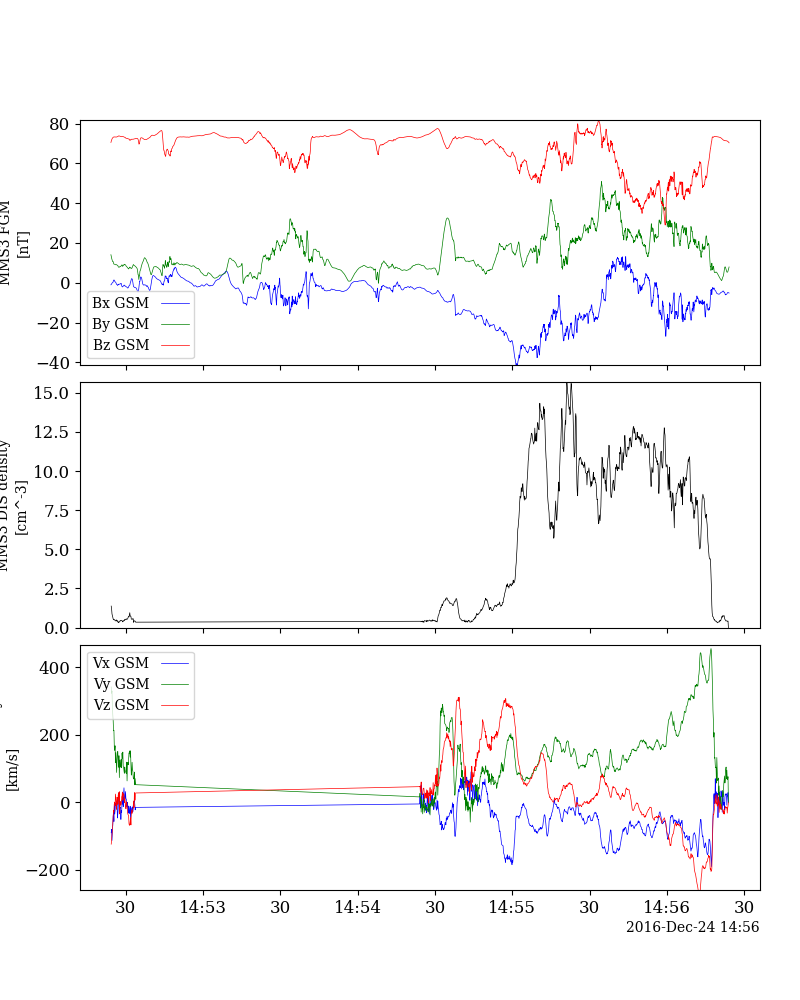 80
60
40
20
0
−20
−40
MMS3 FGM
[nT]
Bx GSM
By GSM
Bz GSM
15.0
12.5
10.0
7.5
5.0
2.5
0.0
MMS3 DIS density
[cm^-3]
400
200
0
−200
[km/s]
Vx GSM
Vy GSM
Vz GSM
30 14:53 30 14:54 30 14:55 30 14:56 30
2016-Dec-24 14:56